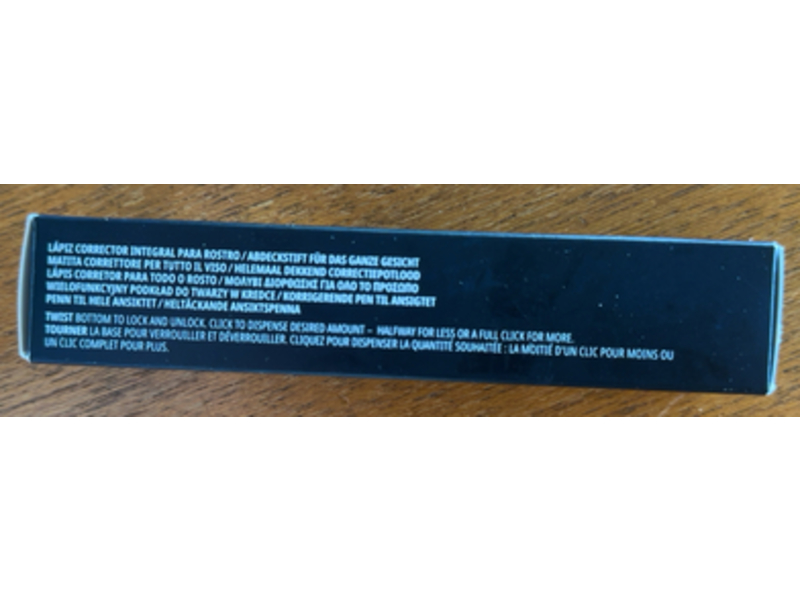 LÁPIZ CORRECTOR INTEGRAL PARA ROSTRO / ABDECKSTIFT FÜR DAS GANZE GESICHT
MATITA CORRETTORE PER TUTTO IL VISO / HELEMAAL DEKKEND CORRECTIEPOTLOOD
LÁPIS CORRETOR PARA TODO O ROSTO / ΜΟΛΥΒΙ ΔΙΟΡΘΩΣΗΣ ΓΙΑ ΟΛΟ ΤΟ ΠΡΟΣΩΠΟ
WIELOFUNKCYJNY PODKŁAD DO TWARZY W KREDCE / KORRIGERENDE PEN TIL ANSIGTET
PENN TIL HELE ANSIKTET / HELTÄCKANDE ANSIKTSPENNA
TWIST BOTTOM TO LOCK AND UNLOCK. CLICK TO DISPENSE DESIRED AMOUNT – HALFWAY FOR LESS OR A FULL CLICK FOR MORE.
TOURNER LA BASE POUR VERROUILLER ET DÉVERROUILLER. CLIQUEZ POUR DISPENSER LA QUANTITÉ SOUHAITÉE : LA MOITIÉ D'UN CLIC POUR MOINS OU
UN CLIC COMPLET POUR PLUS.